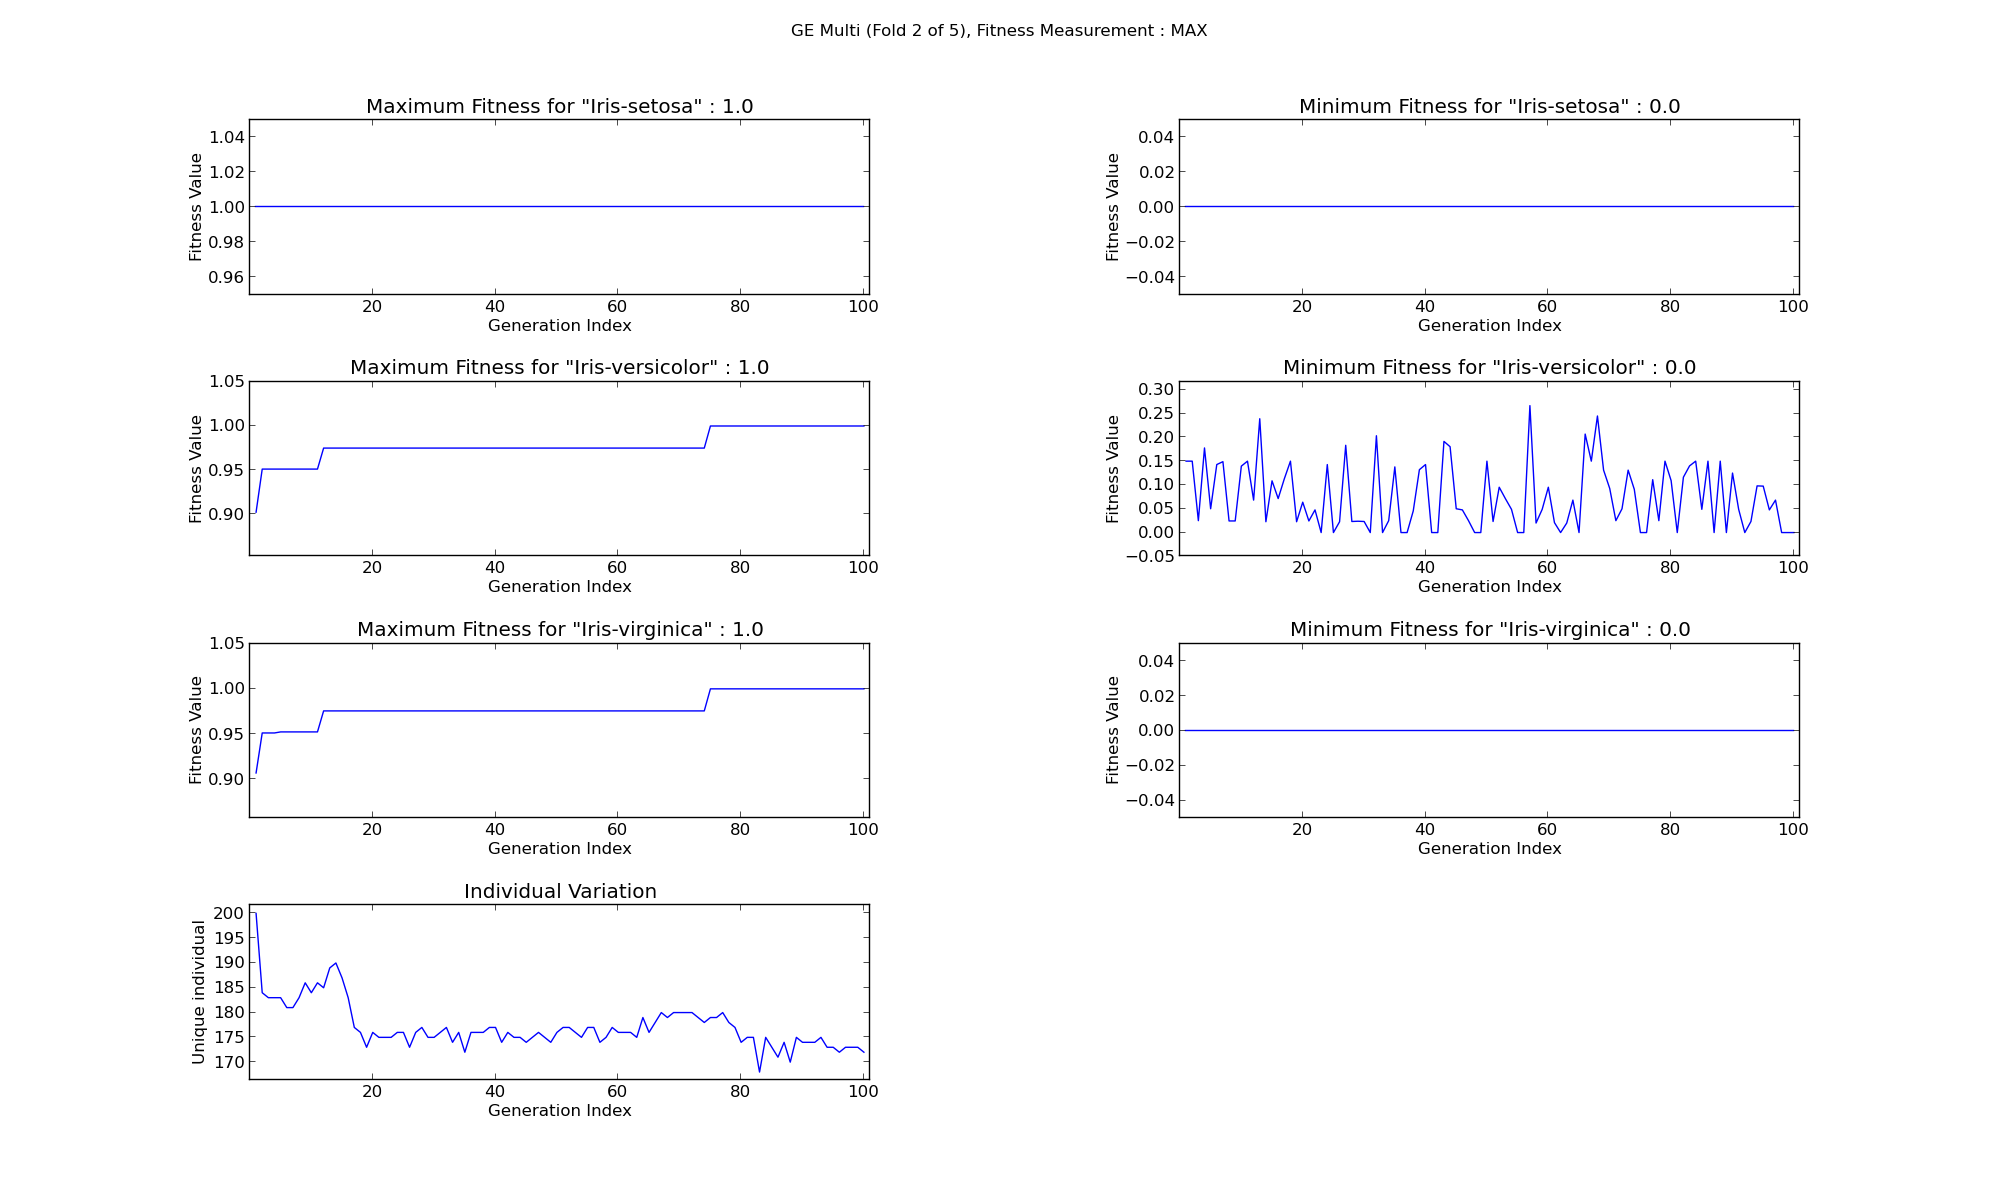 GE Multi (Fold 2 of 5), Fitness Measurement : MAX
Maximum Fitness for "Iris-setosa" : 1.0
1.04
1.02
1.00
0.98
0.96
Fitness Value
20 40 60 80 100
Generation Index
Minimum Fitness for "Iris-setosa" : 0.0
0.04
0.02
0.00
−0.02
−0.04
Fitness Value
20 40 60 80 100
Generation Index
Maximum Fitness for "Iris-versicolor" : 1.0
1.05
1.00
0.95
0.90
Fitness Value
20 40 60 80 100
Generation Index
Minimum Fitness for "Iris-versicolor" : 0.0
0.30
0.25
0.20
0.15
0.10
0.05
0.00
−0.05
Fitness Value
20 40 60 80 100
Generation Index
Maximum Fitness for "Iris-virginica" : 1.0
1.05
1.00
0.95
0.90
Fitness Value
20 40 60 80 100
Generation Index
Minimum Fitness for "Iris-virginica" : 0.0
0.04
0.02
0.00
−0.02
−0.04
Fitness Value
20 40 60 80 100
Generation Index
Individual Variation
200
195
190
185
180
175
170
Unique individual
20 40 60 80 100
Generation Index